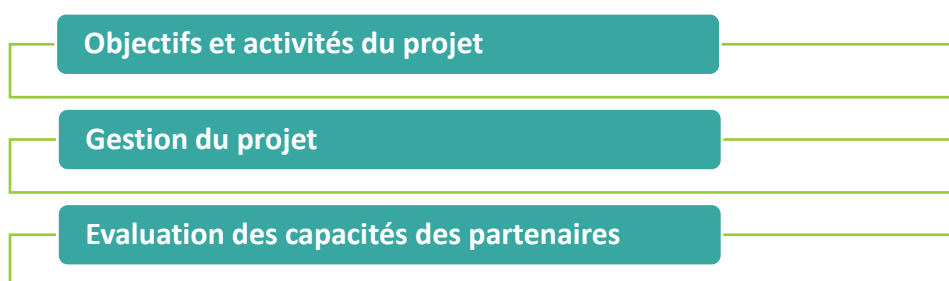 Objectifs et activités du projet
Gestion du projet
Evaluation des capacités des partenaires